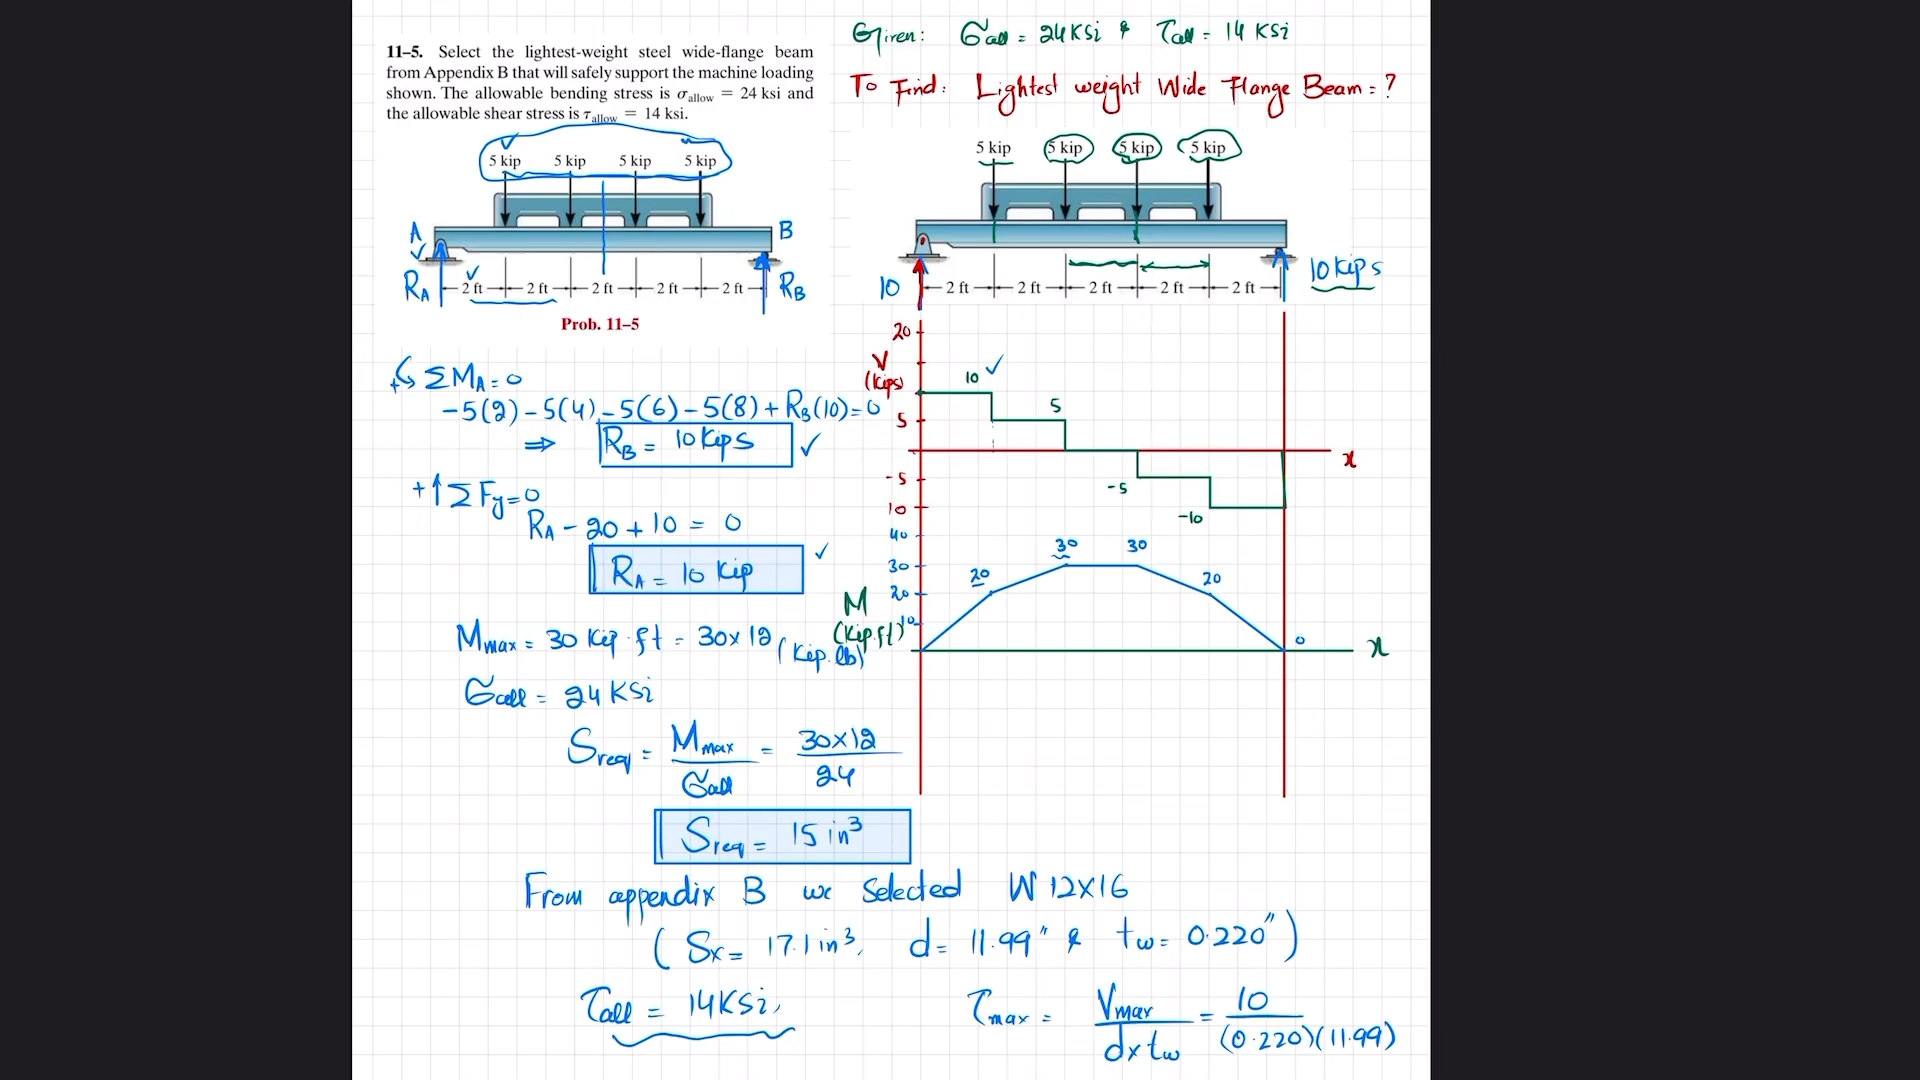 11–5. Select the lightest-weight steel wide-flange beam
from Appendix B that will safely support the machine loading
shown. The allowable bending stress is σallow = 24 ksi and
the allowable shear stress is τallow = 14 ksi.
5 kip 5 kip 5 kip 5 kip
A B
RA 2 ft 2 ft 2 ft 2 ft 2 ft RB
Prob. 11–5
+ ΣMA = 0
-5(2) - 5(4) - 5(6) - 5(8) + RB(10) = 0
⇒ RB = 10 kips ✓
+↑ΣFy = 0
RA - 20 + 10 = 0
RA = 10 kip ✓
Mmax = 30 kip.ft = 30x12 (kip.lb)
σall = 24 ksi
Sreq = Mmax / σall = 30x12 / 24
Sreq = 15 in³
Given: σall = 24 ksi & τall = 14 ksi
To Find: Lightest weight Wide Flange Beam = ?
5 kip 5 kip 5 kip 5 kip
10 2 ft 2 ft 2 ft 2 ft 2 ft 10 kips
20
V
(kips) 10 ✓
5 5
x
-5 -5
10 -10
40
30 30 30
20 20 20
10
M
(kip.ft) 0
x
From appendix B we selected W 12x16
( Sx = 17.1 in³, d = 11.99" & tw = 0.220" )
τall = 14 ksi, τmax = Vmax / dxtw = 10 / (0.220)(11.99)